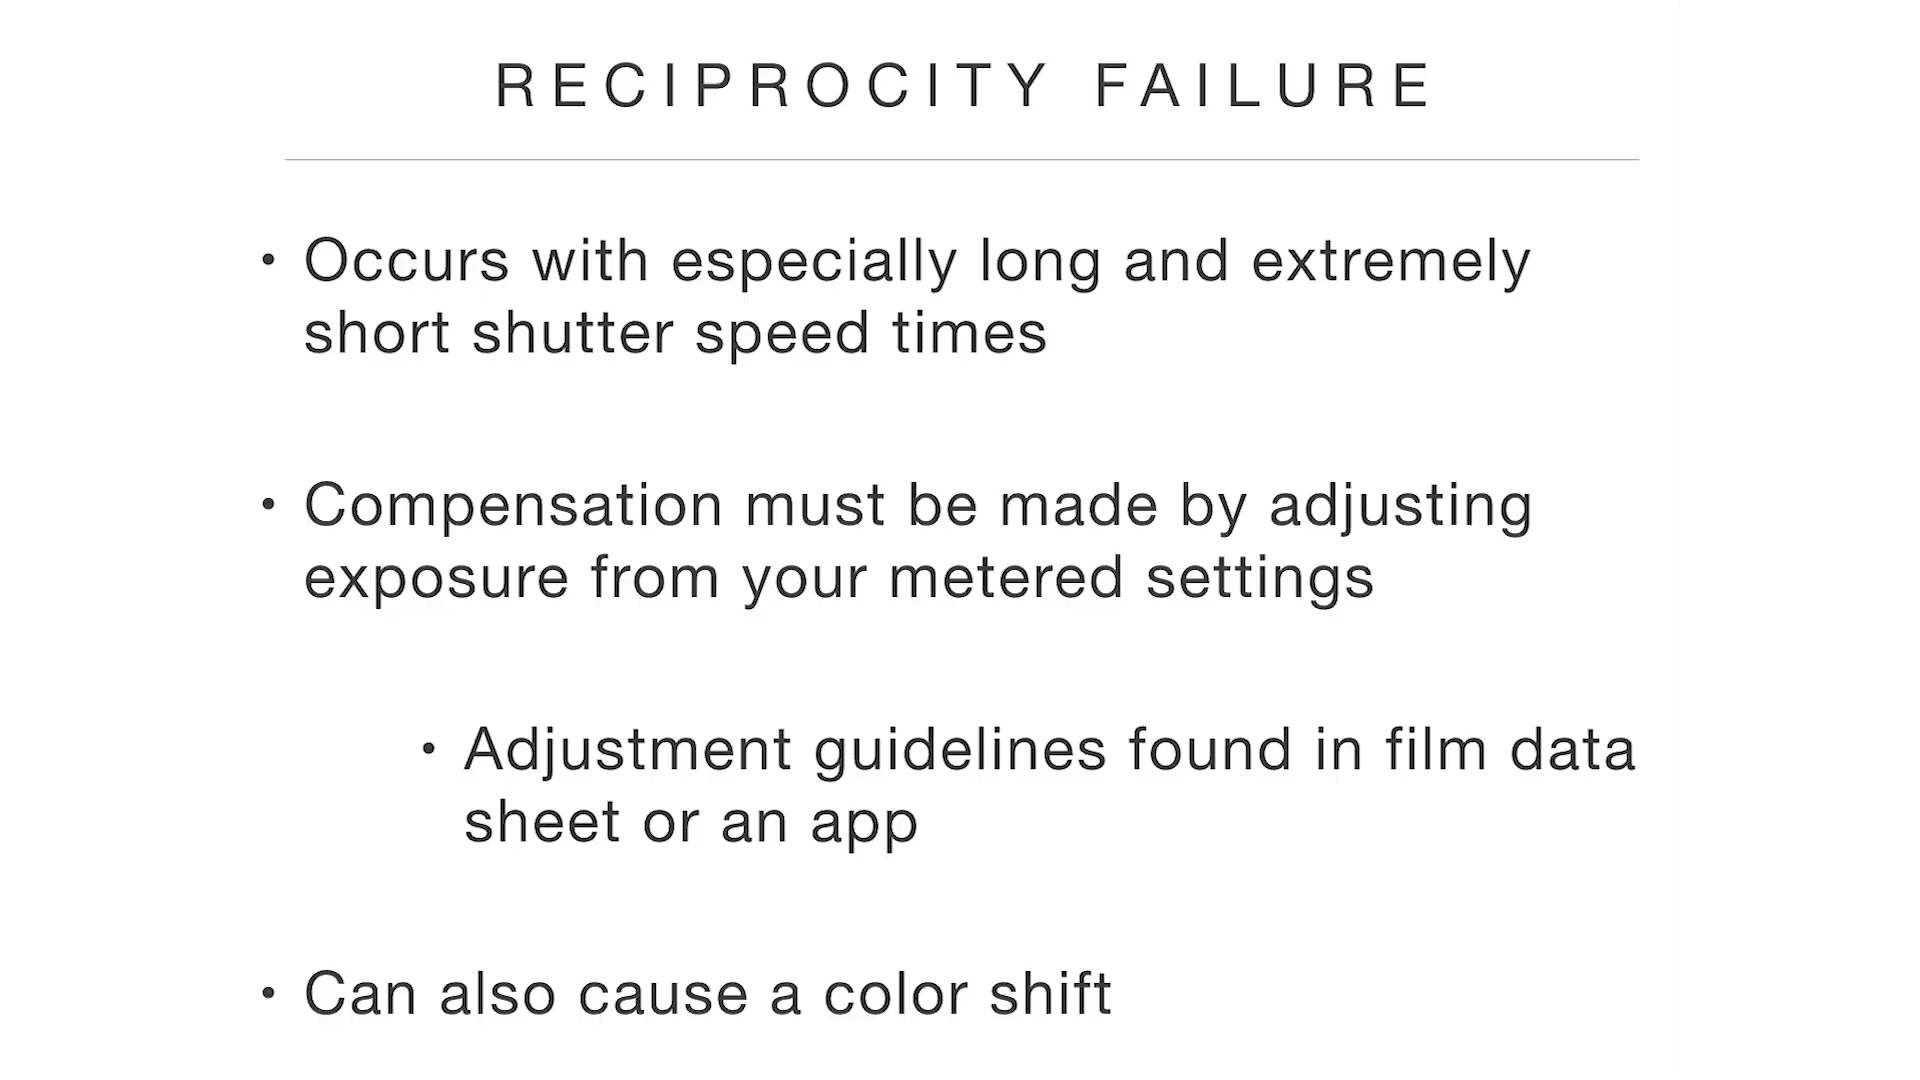 RECIPROCITY FAILURE
• Occurs with especially long and extremely
short shutter speed times
• Compensation must be made by adjusting
exposure from your metered settings
• Adjustment guidelines found in film data
sheet or an app
• Can also cause a color shift